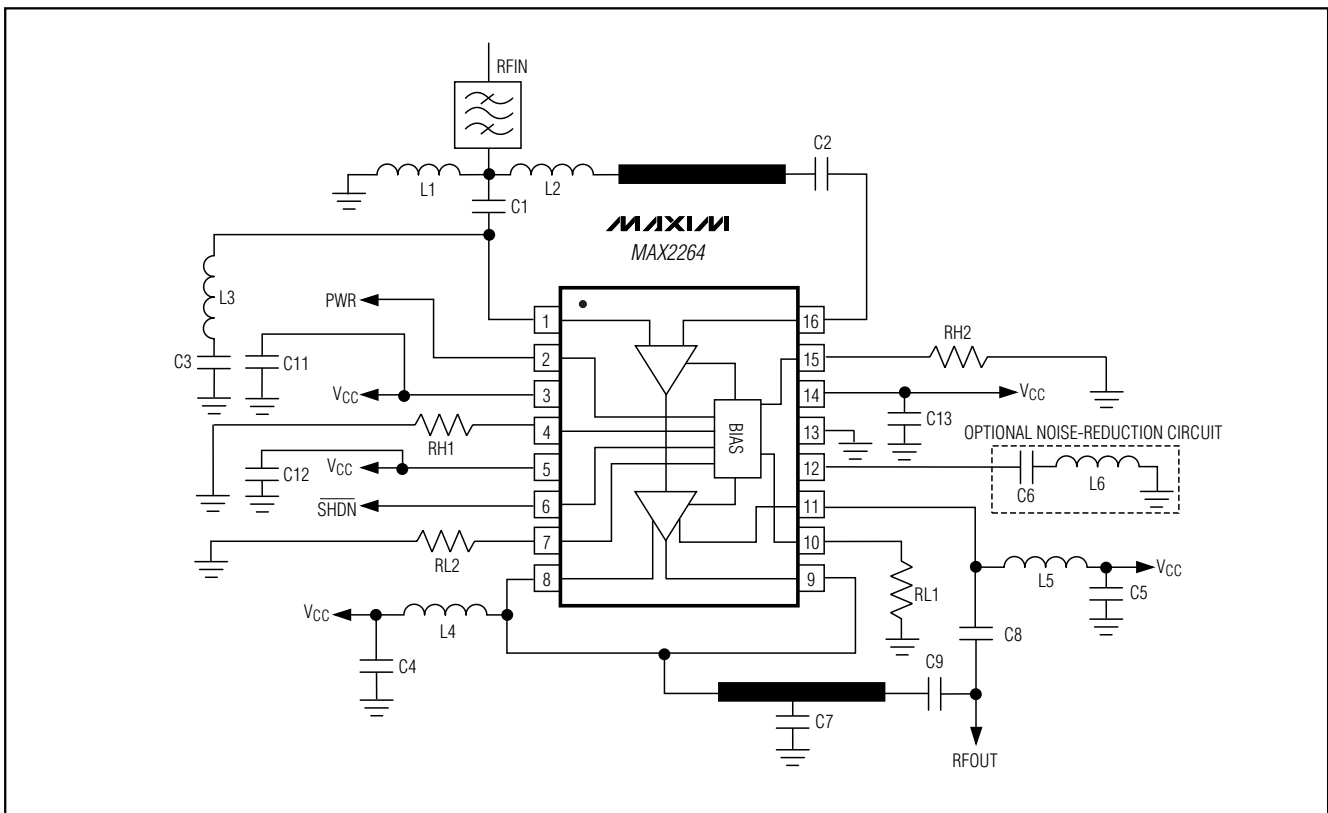 RFIN
C2
L1
L2
C1
MAXIM
MAX2264
L3
PWR
1
16
RH2
C3
C11
2
15
VCC
3
14
VCC
C13
RH1
4
BIAS
13
OPTIONAL NOISE-REDUCTION CIRCUIT
C12
VCC
5
12
C6
L6
SHDN
6
11
RL2
7
10
L5
VCC
8
9
RL1
C5
VCC
L4
C8
C4
C9
C7
RFOUT